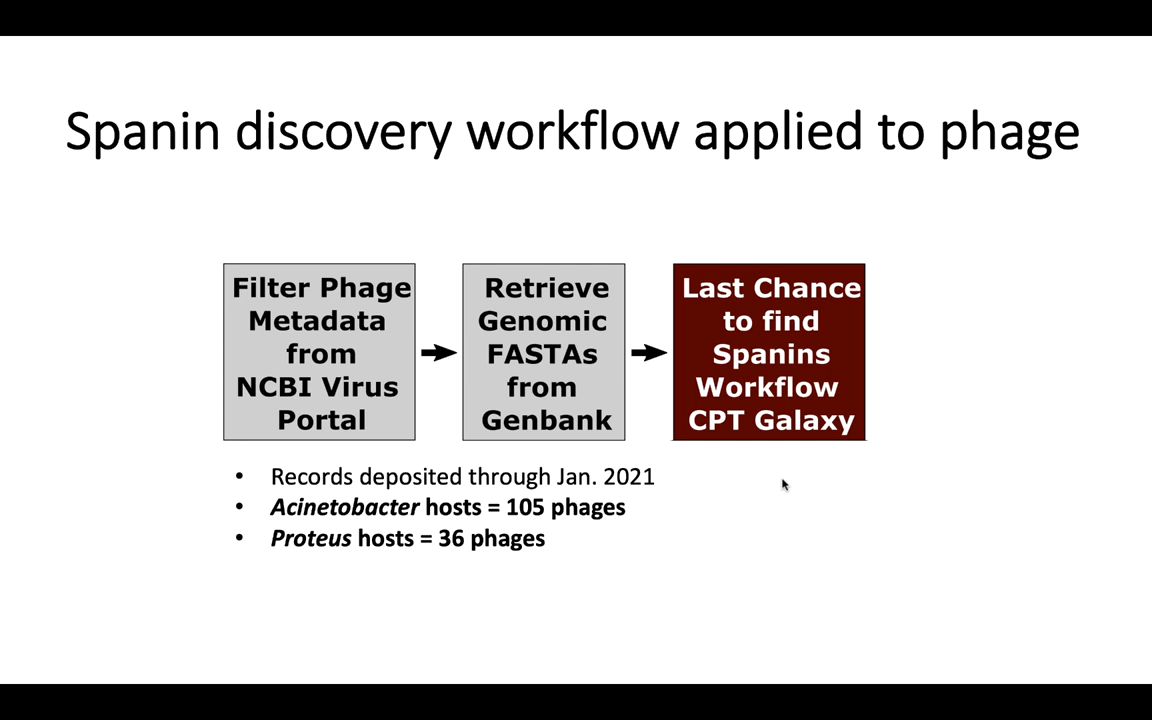 Spanin discovery workflow applied to phage
Filter Phage
Metadata
from
NCBI Virus
Portal
Retrieve
Genomic
FASTAs
from
Genbank
Last Chance
to find
Spanins
Workflow
CPT Galaxy
• Records deposited through Jan. 2021
• Acinetobacter hosts = 105 phages
• Proteus hosts = 36 phages